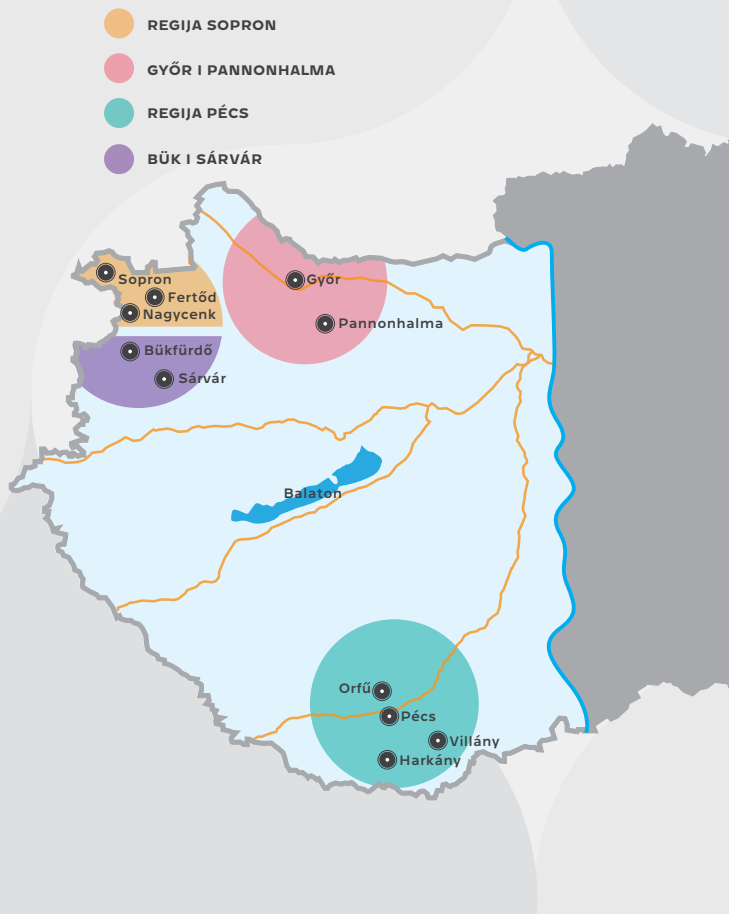 REGIJA SOPRON
GYŐR I PANNONHALMA
REGIJA PÉCS
BÜK I SÁRVÁR
Sopron
Győr
Fertőd
Nagycenk
Pannonhalma
Bükfürdő
Sárvár
Balaton
Orfű
Pécs
Villány
Harkány